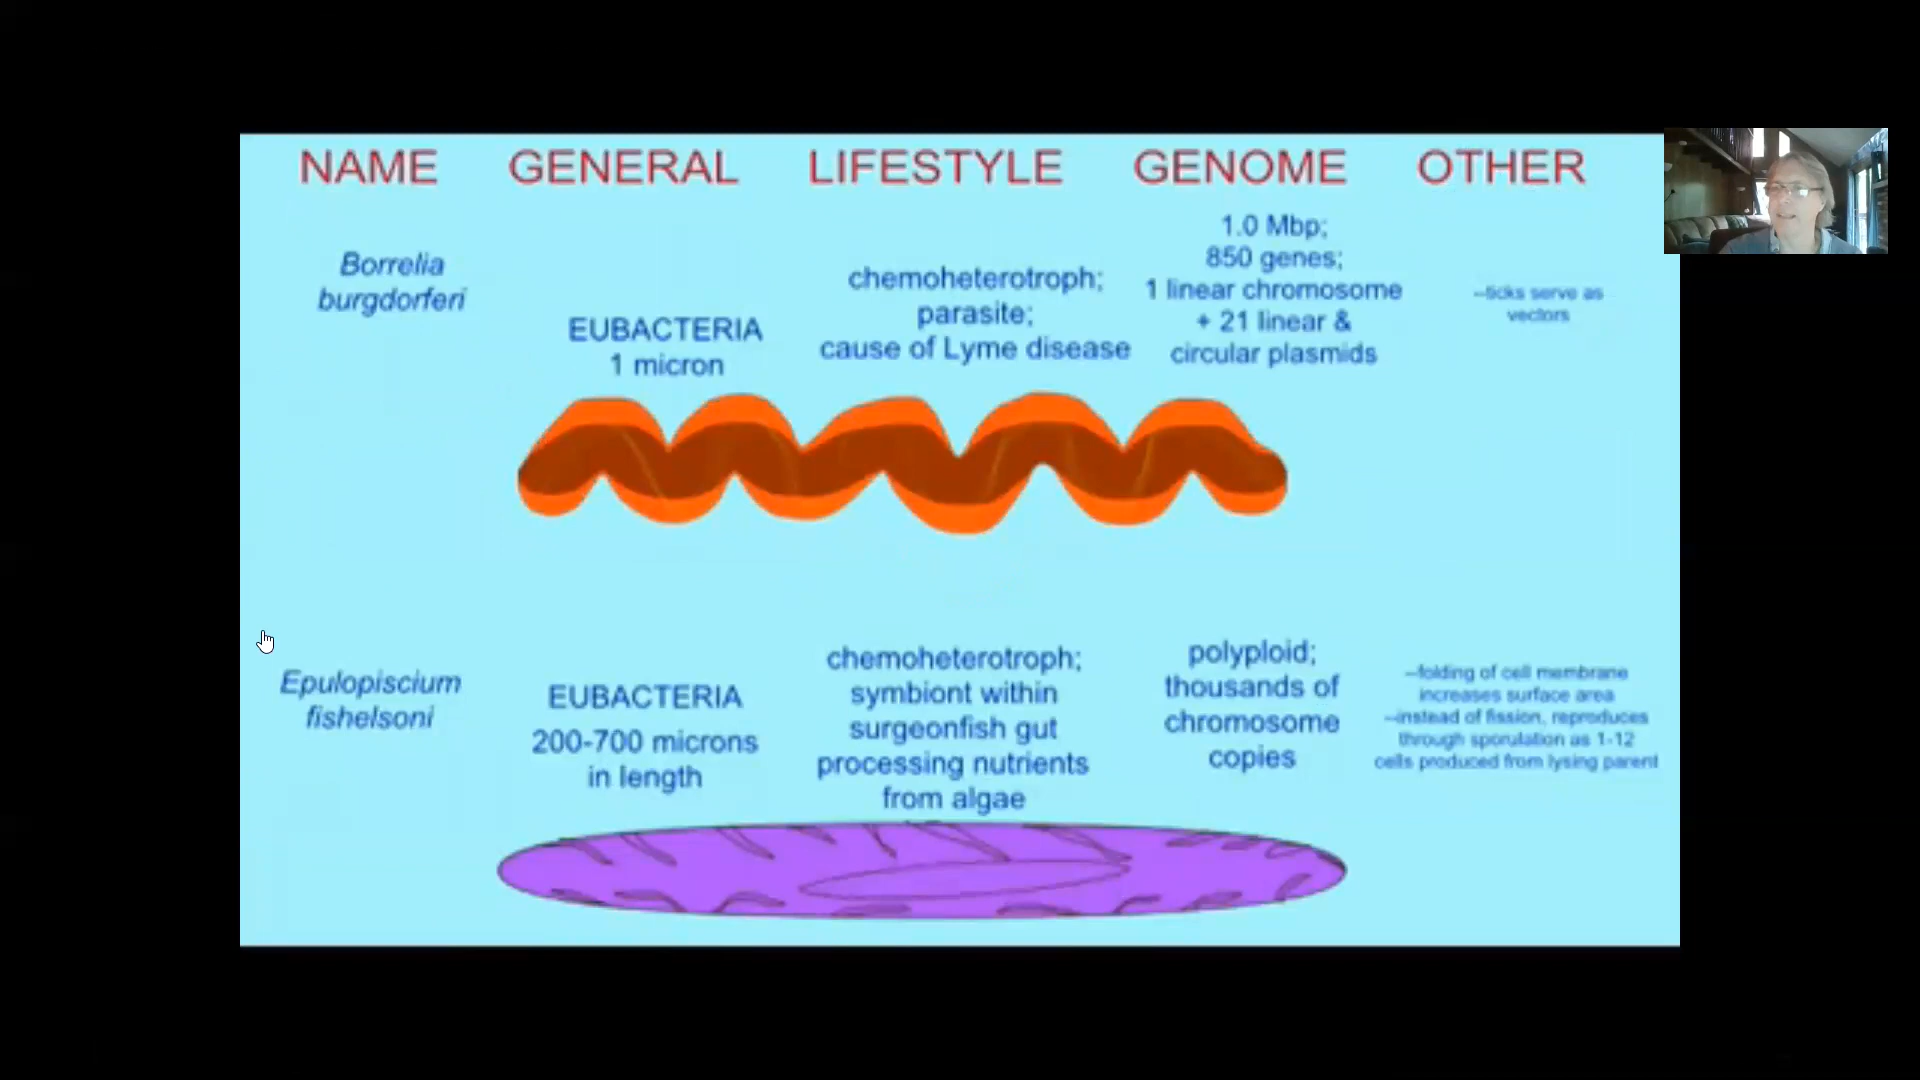 NAME GENERAL LIFESTYLE GENOME OTHER
Borrelia
burgdorferi
EUBACTERIA
1 micron
chemoheterotroph;
parasite;
cause of Lyme disease
1.0 Mbp;
850 genes;
1 linear chromosome
+ 21 linear &
circular plasmids
--ticks serve as
vectors
Epulopiscium
fishelsoni
EUBACTERIA
200-700 microns
in length
chemoheterotroph;
symbiont within
surgeonfish gut
processing nutrients
from algae
polyploid;
thousands of
chromosome
copies
--folding of cell membrane
increases surface area
--instead of fission, reproduces
through sporulation as 1-12
cells produced from lysing parent